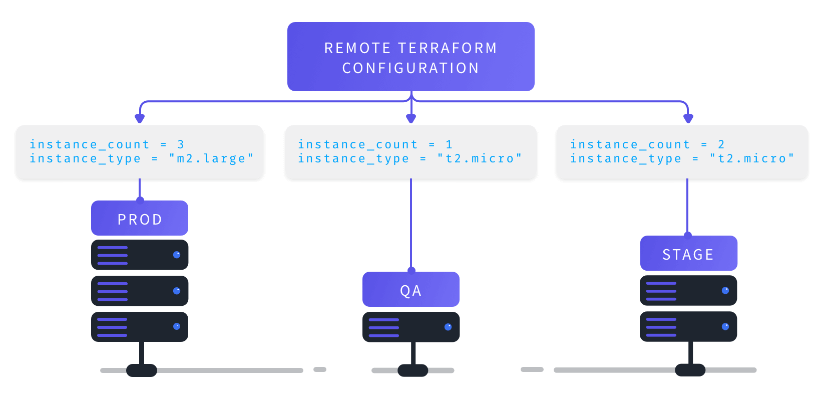 REMOTE TERRAFORM
CONFIGURATION
instance_count = 3
instance_type = "m2.large"
instance_count = 1
instance_type = "t2.micro"
instance_count = 2
instance_type = "t2.micro"
PROD
QA
STAGE